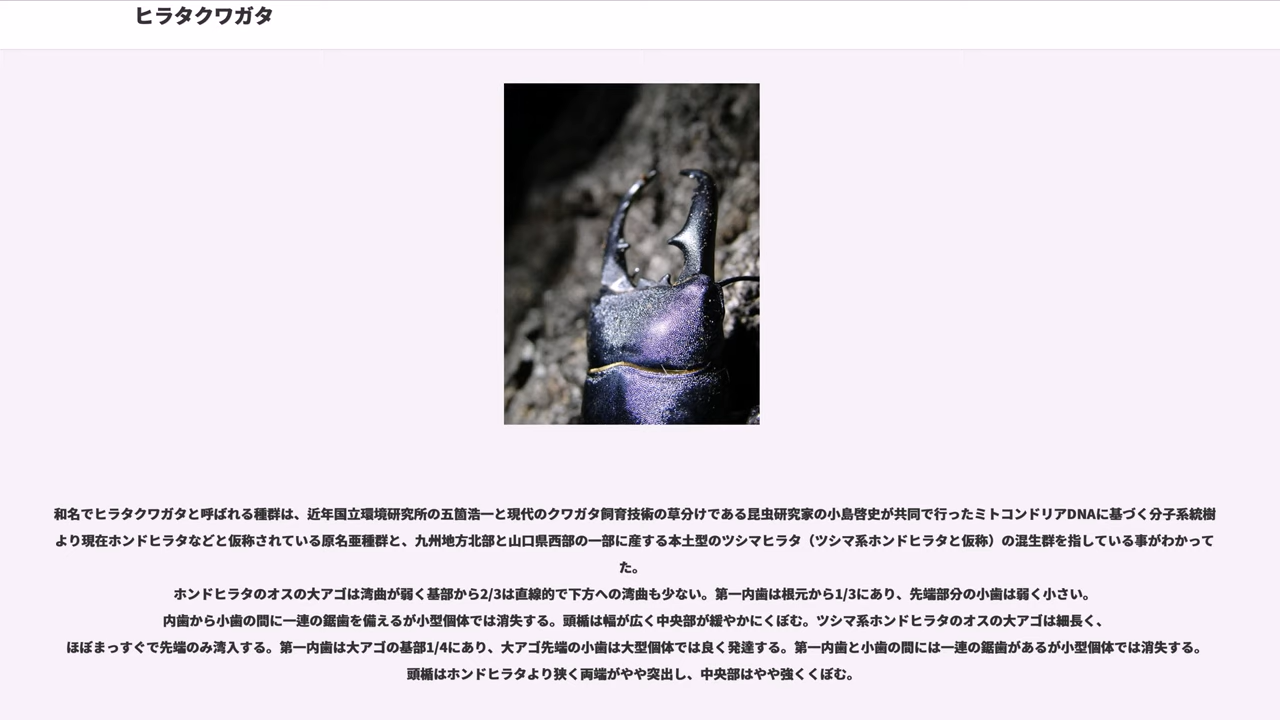 ヒラタクワガタ
和名でヒラタクワガタと呼ばれる種群は、近年国立環境研究所の五箇浩一と現代のクワガタ飼育技術の草分けである昆虫研究家の小島啓史が共同で行ったミトコンドリアDNAに基づく分子系統樹
より現在ホンドヒラタなどと仮称されている原名亜種群と、九州地方北部と山口県西部の一部に産する本土型のツシマヒラタ（ツシマ系ホンドヒラタと仮称）の混生群を指している事がわかって
た。
ホンドヒラタのオスの大アゴは湾曲が弱く基部から2/3は直線的で下方への湾曲も少ない。第一内歯は根元から1/3にあり、先端部分の小歯は弱く小さい。
内歯から小歯の間に一連の鋸歯を備えるが小型個体では消失する。頭楯は幅が広く中央部が緩やかにくぼむ。ツシマ系ホンドヒラタのオスの大アゴは細長く、
ほぼまっすぐで先端のみ湾入する。第一内歯は大アゴの基部1/4にあり、大アゴ先端の小歯は大型個体では良く発達する。第一内歯と小歯の間には一連の鋸歯があるが小型個体では消失する。
頭楯はホンドヒラタより狭く両端がやや突出し、中央部はやや強くくぼむ。